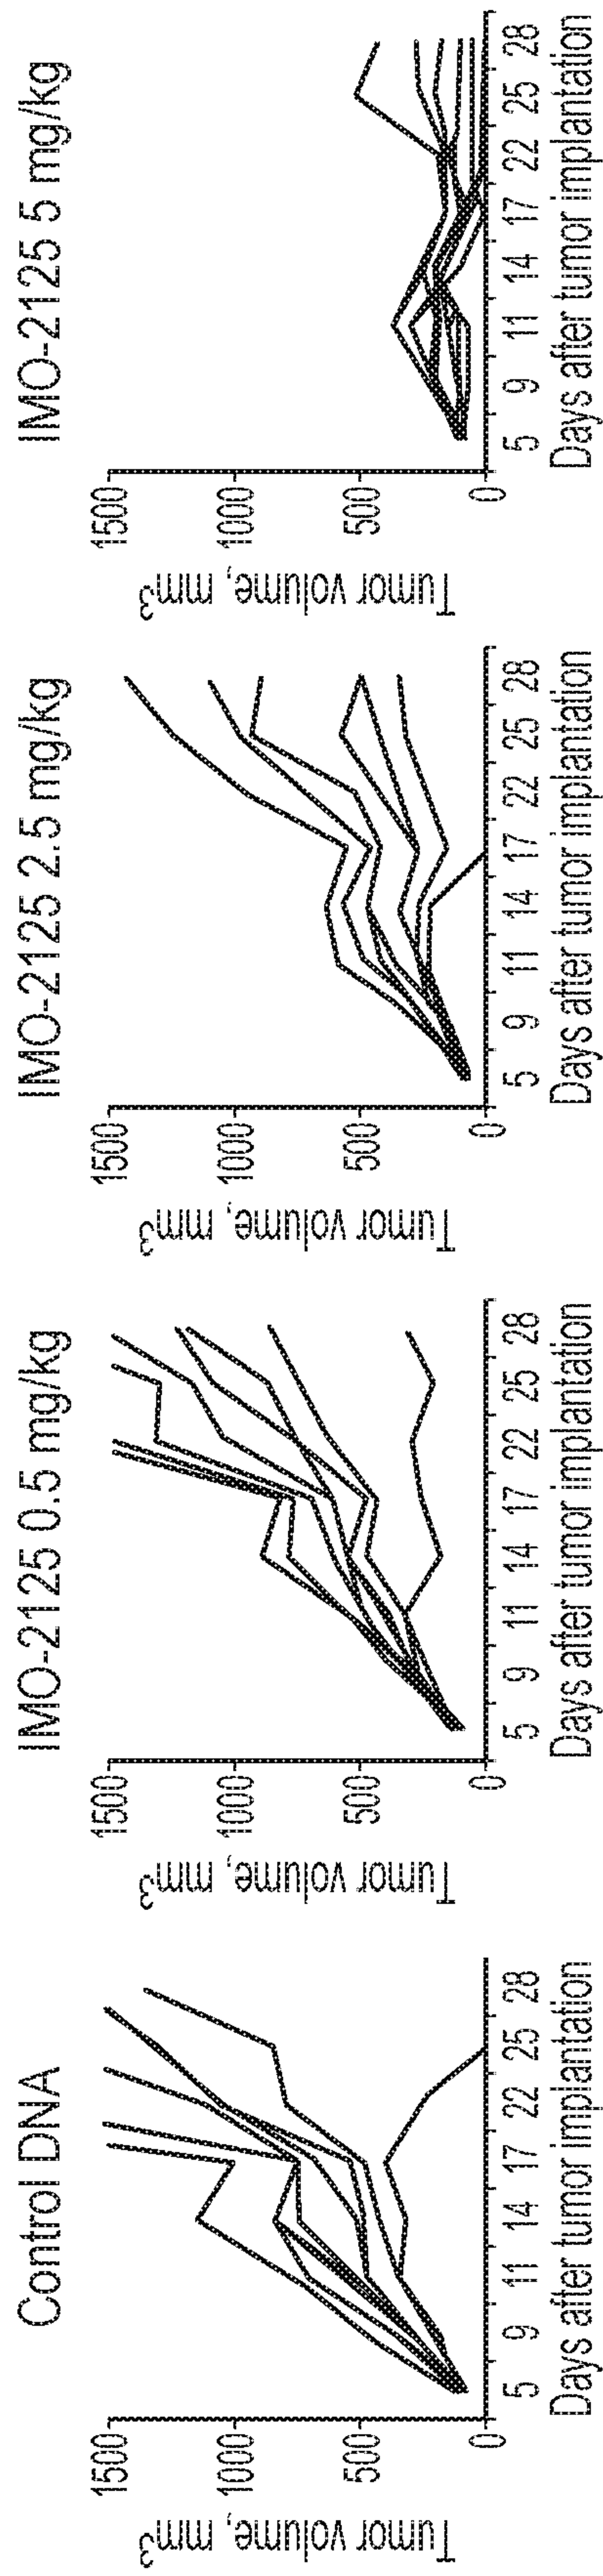 Control DNA
Tumor volume, mm3
1500
1000
500
0
5 9 11 14 17 22 25 28
Days after tumor implantation
IMO-2125 0.5 mg/kg
Tumor volume, mm3
1500
1000
500
0
5 9 11 14 17 22 25 28
Days after tumor implantation
IMO-2125 2.5 mg/kg
Tumor volume, mm3
1500
1000
500
0
5 9 11 14 17 22 25 28
Days after tumor implantation
IMO-2125 5 mg/kg
Tumor volume, mm3
1500
1000
500
0
5 9 11 14 17 22 25 28
Days after tumor implantation